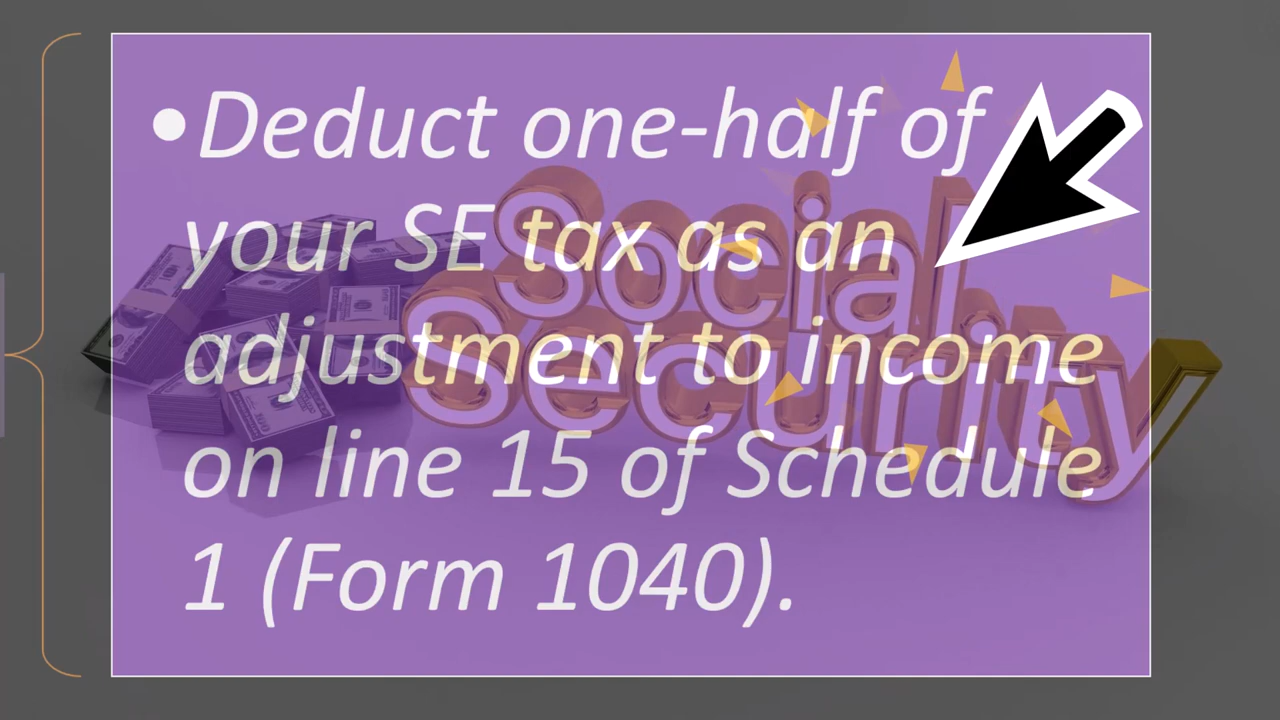 •Deduct one-half of
your SE tax as an
adjustment to income
on line 15 of Schedule
1 (Form 1040).
Social
Security